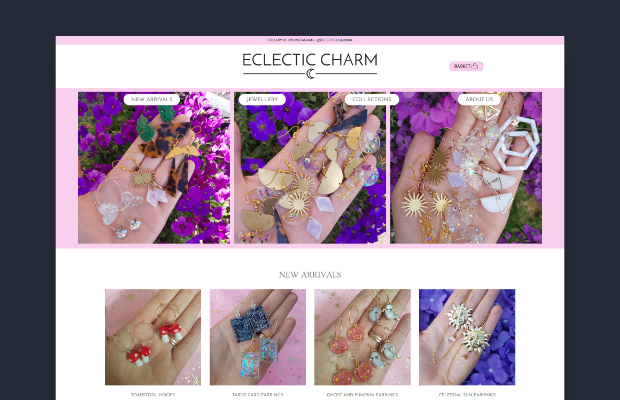 ECLECTIC CHARM
BASKET
NEW ARRIVALS
JEWELLERY
COLLECTIONS
ABOUT US
NEW ARRIVALS
TOADSTOOL HOOPS
TAROT CARD EARRINGS
GHOST AND PUMPKIN EARRINGS
CELESTIAL SUN EARRINGS